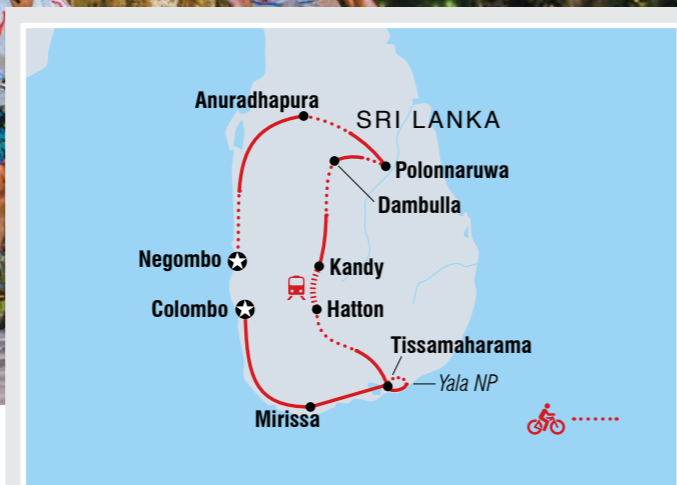 Anuradhapura
SRI LANKA
Polonnaruwa
Dambulla
Negombo
Kandy
Colombo
Hatton
Tissamaharama
Yala NP
Mirissa